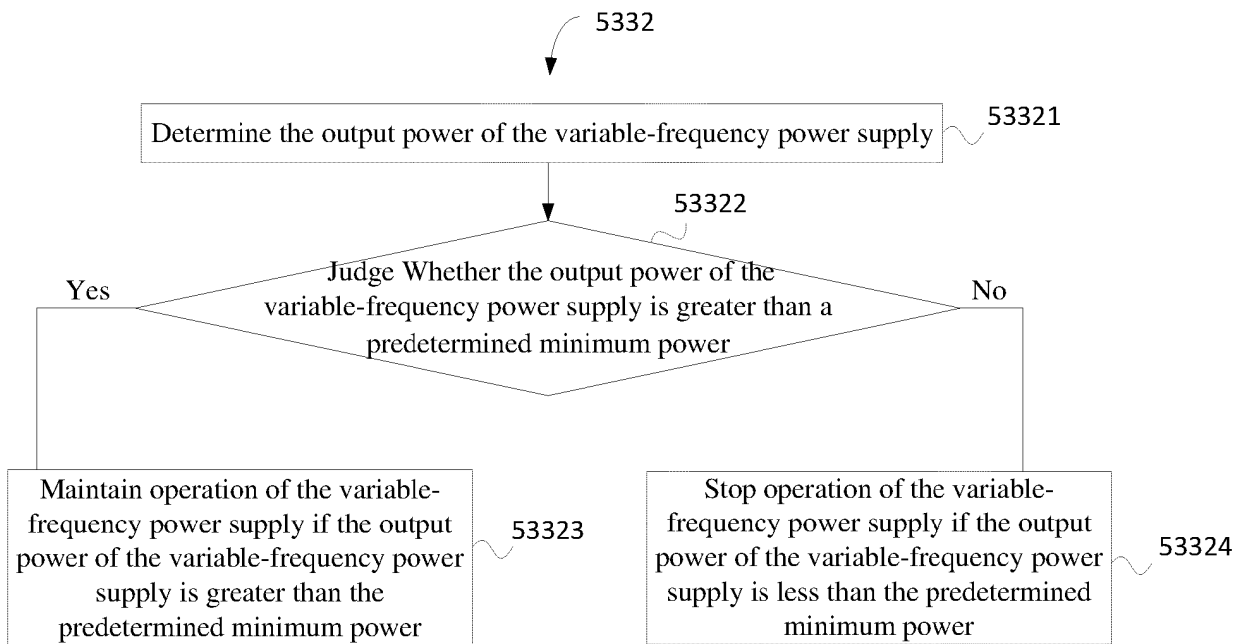 5332
Determine the output power of the variable-frequency power supply
53321
53322
Judge Whether the output power of the
variable-frequency power supply is greater than a
predetermined minimum power
Yes
No
Maintain operation of the variable-
frequency power supply if the output
power of the variable-frequency power
supply is greater than the
predetermined minimum power
53323
Stop operation of the variable-
frequency power supply if the output
power of the variable-frequency power
supply is less than the predetermined
minimum power
53324